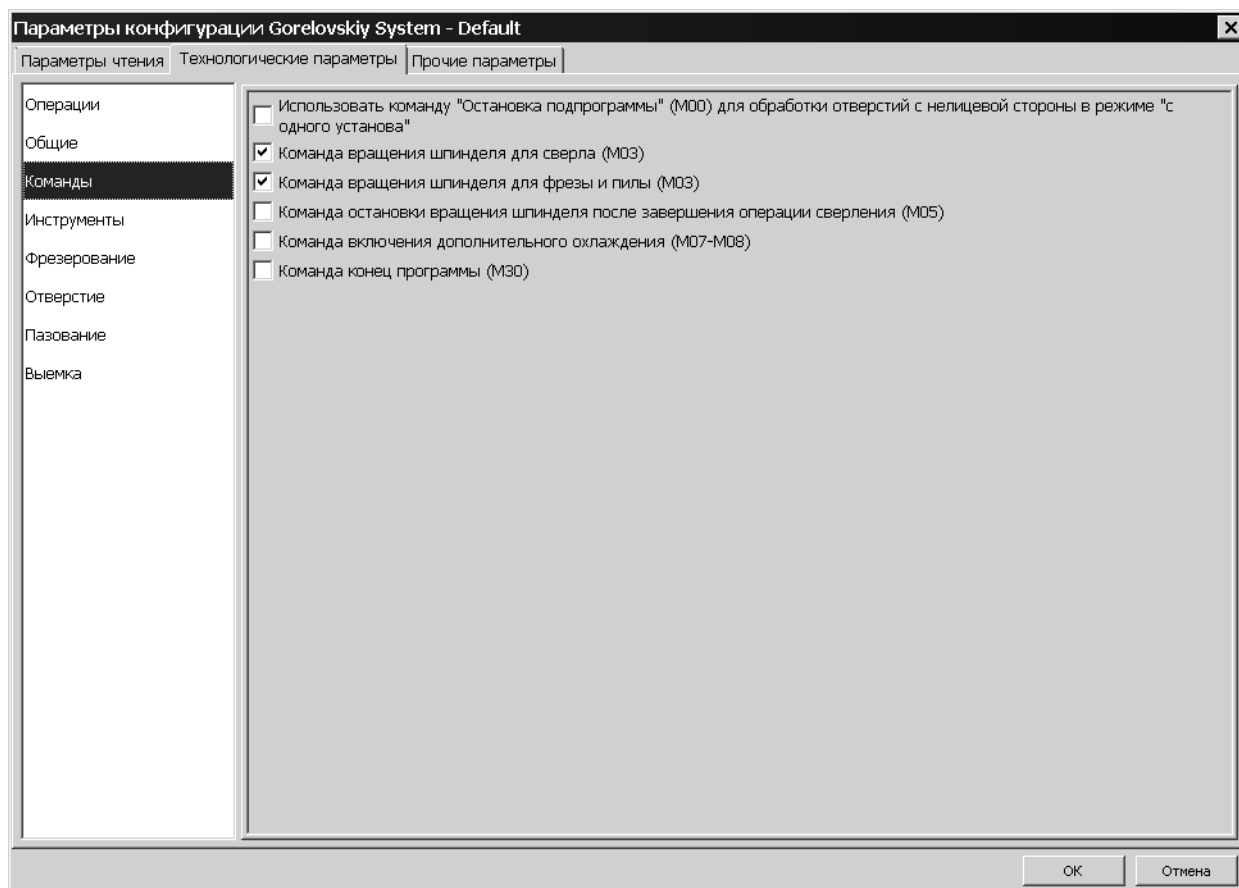 Параметры конфигурации Gorelovskiy System - Default
Параметры чтения
Технологические параметры
Прочие параметры
Операции
Общие
Команды
Инструменты
Фрезерование
Отверстие
Пазование
Выемка
Использовать команду "Остановка подпрограммы" (M00) для обработки отверстий с нелицевой стороны в режиме "с
одного установа"
Команда вращения шпинделя для сверла (M03)
Команда вращения шпинделя для фрезы и пилы (M03)
Команда остановки вращения шпинделя после завершения операции сверления (M05)
Команда включения дополнительного охлаждения (M07-M08)
Команда конец программы (M30)
ОК
Отмена